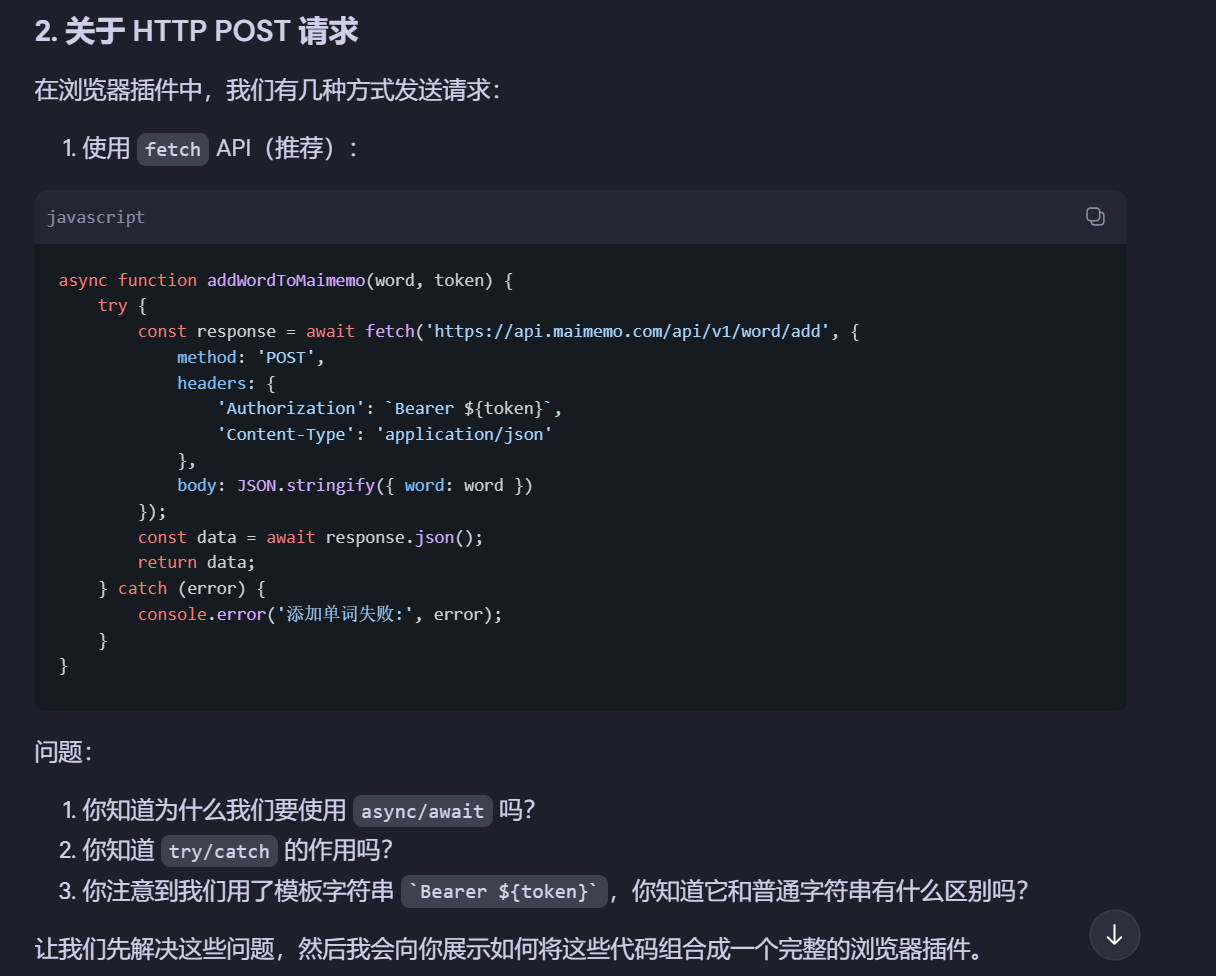 2. 关于 HTTP POST 请求
在浏览器插件中，我们有几种方式发送请求：
1. 使用 fetch API（推荐）：
javascript
async function addWordToMaimemo(word, token) {
    try {
        const response = await fetch('https://api.maimemo.com/api/v1/word/add', {
            method: 'POST',
            headers: {
                'Authorization': `Bearer ${token}`,
                'Content-Type': 'application/json'
            },
            body: JSON.stringify({ word: word })
        });
        const data = await response.json();
        return data;
    } catch (error) {
        console.error('添加单词失败:', error);
    }
}
问题：
1. 你知道为什么我们要使用 async/await 吗？
2. 你知道 try/catch 的作用吗？
3. 你注意到我们用了模板字符串 `Bearer ${token}`，你知道它和普通字符串有什么区别吗？
让我们先解决这些问题，然后我会向你展示如何将这些代码组合成一个完整的浏览器插件。